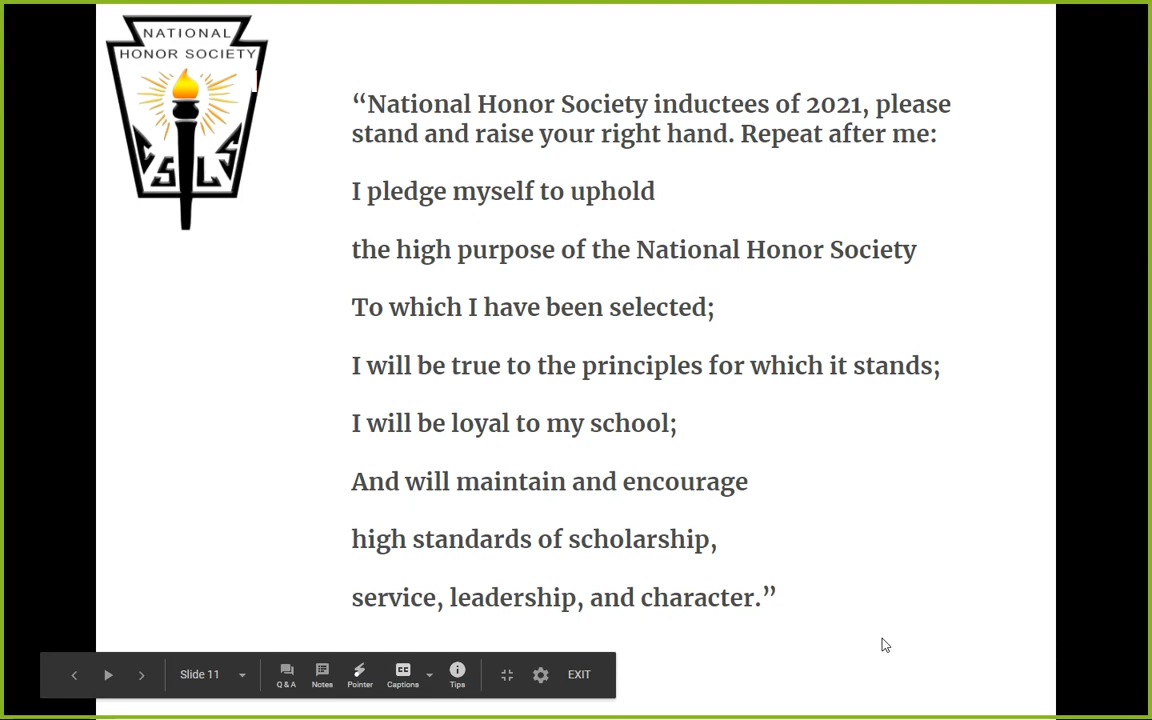 NATIONAL
HONOR SOCIETY
C S L S
“National Honor Society inductees of 2021, please
stand and raise your right hand. Repeat after me:
I pledge myself to uphold
the high purpose of the National Honor Society
To which I have been selected;
I will be true to the principles for which it stands;
I will be loyal to my school;
And will maintain and encourage
high standards of scholarship,
service, leadership, and character.”
Slide 11
Q & A
Notes
Pointer
CC
Captions
Tips
EXIT